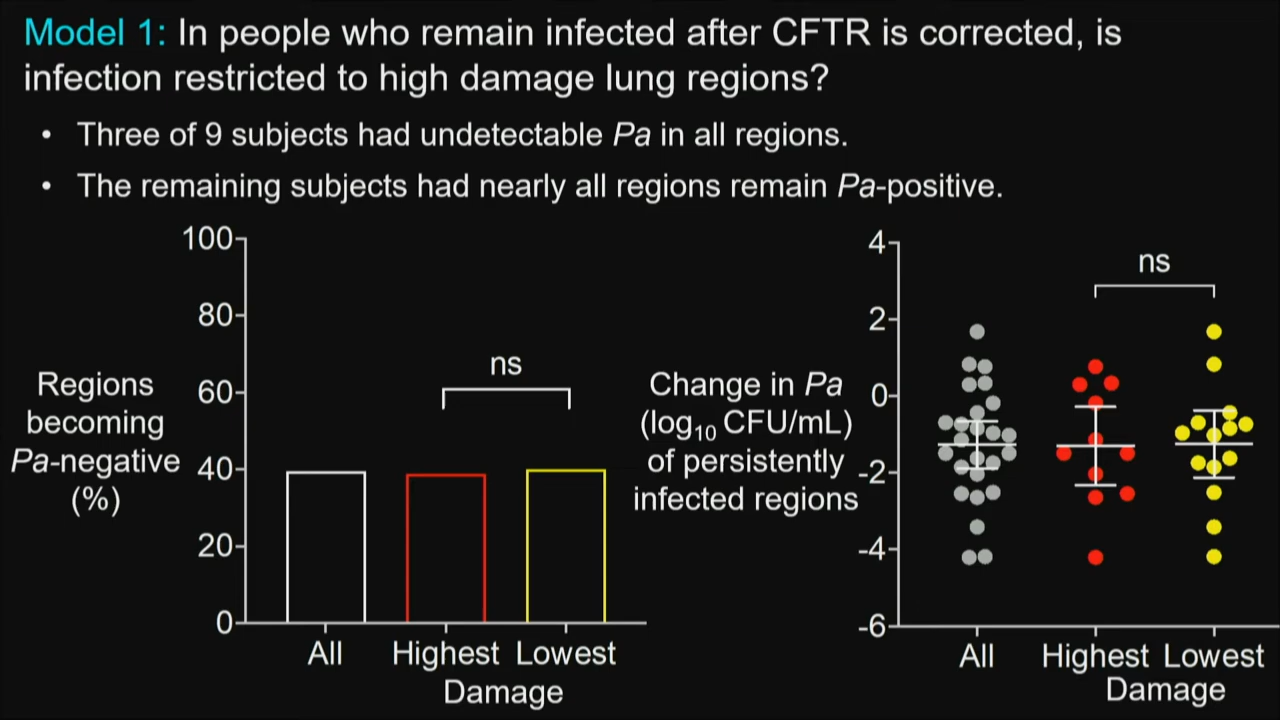 Model 1: In people who remain infected after CFTR is corrected, is
infection restricted to high damage lung regions?
• Three of 9 subjects had undetectable Pa in all regions.
• The remaining subjects had nearly all regions remain Pa-positive.
Regions
becoming
Pa-negative
(%)
100
80
60
40
20
0
ns
All
Highest
Lowest
Damage
Change in Pa
(log₁₀ CFU/mL)
of persistently
infected regions
4
2
0
-2
-4
-6
ns
All
Highest
Lowest
Damage